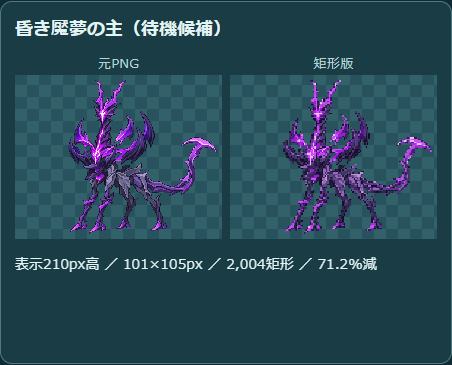 昏き魘夢の主（待機候補）
元PNG
矩形版
表示210px高 ／ 101×105px ／ 2,004矩形 ／ 71.2%減